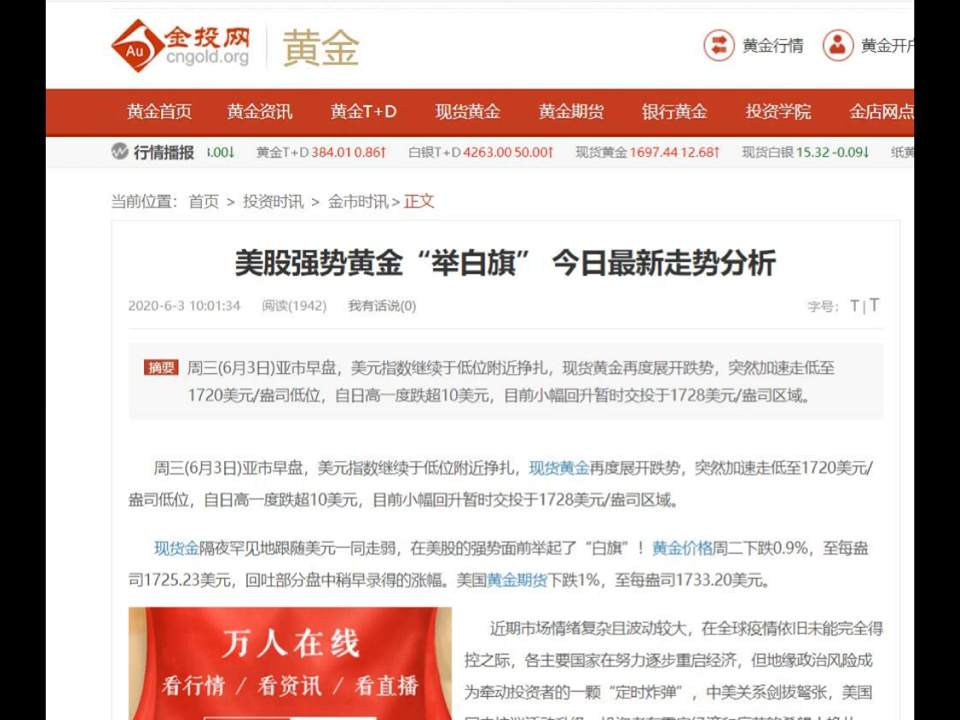 Au
金投网
cngold.org
黄金
黄金行情
黄金开户
黄金首页 黄金资讯 黄金T+D 现货黄金 黄金期货 银行黄金 投资学院 金店网点
行情播报 1.00↓ 黄金T+D 384.01 0.86↑ 白银T+D 4263.00 50.00↑ 现货黄金 1697.44 12.68↑ 现货白银 15.32 -0.09↓ 纸黄
当前位置： 首页 > 投资时讯 > 金市时讯 > 正文
美股强势黄金“举白旗” 今日最新走势分析
2020-6-3 10:01:34 阅读(1942) 我有话说(0) 字号： T|T
摘要 周三(6月3日)亚市早盘，美元指数继续于低位附近挣扎，现货黄金再度展开跌势，突然加速走低至
1720美元/盎司低位，自日高一度跌超10美元，目前小幅回升暂时交投于1728美元/盎司区域。
周三(6月3日)亚市早盘，美元指数继续于低位附近挣扎，现货黄金再度展开跌势，突然加速走低至1720美元/
盎司低位，自日高一度跌超10美元，目前小幅回升暂时交投于1728美元/盎司区域。
现货金隔夜罕见地跟随美元一同走弱，在美股的强势面前举起了“白旗”！黄金价格周二下跌0.9%，至每盎
司1725.23美元，回吐部分盘中稍早录得的涨幅。美国黄金期货下跌1%，至每盎司1733.20美元。
万人在线
看行情 / 看资讯 / 看直播
近期市场情绪复杂且波动较大，在全球疫情依旧未能完全得
控之际，各主要国家在努力逐步重启经济，但地缘政治风险成
为牵动投资者的一颗“定时炸弹”，中美关系剑拔弩张，美国